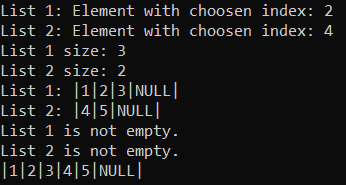 List 1: Element with choosen index: 2
List 2: Element with choosen index: 4
List 1 size: 3
List 2 size: 2
List 1: |1|2|3|NULL|
List 2: |4|5|NULL|
List 1 is not empty.
List 2 is not empty.
|1|2|3|4|5|NULL|